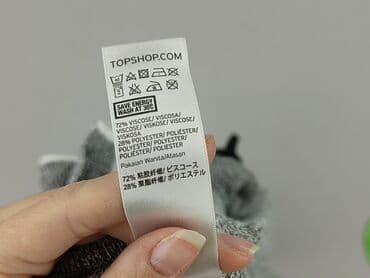 TOPSHOP.COM
SAVE ENERGY
WASH AT 30°C
72% VISCOSE/ VISCOSA/
VISCOSE/ VISKOSE/ VISCOSE/
VISKOSA
28% POLYESTER/ POLIÉSTER/
POLYESTER/ POLYESTER/
POLYESTER/ POLIESTER
Pakaian Wanita/Atasan
72% 粘胶纤维/ ビスコース
28% 聚酯纤维/ ポリエステル